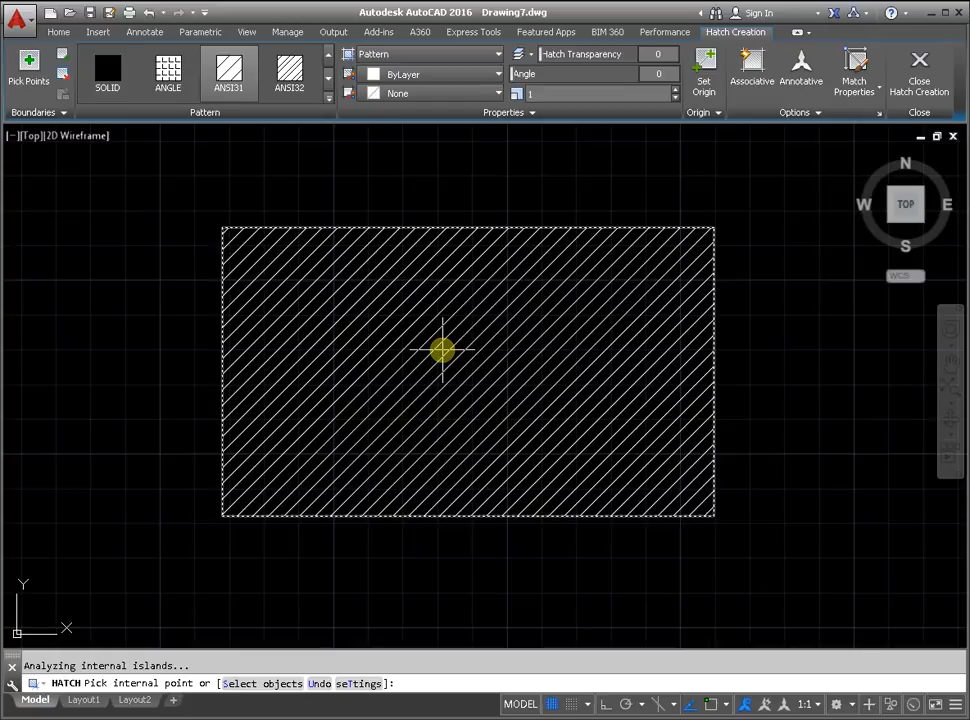 Autodesk AutoCAD 2016 Drawing7.dwg
Sign In
Home Insert Annotate Parametric View Manage Output Add-ins A360 Express Tools Featured Apps BIM 360 Performance Hatch Creation
Pick Points
SOLID
ANGLE
ANSI31
ANSI32
Pattern
ByLayer
None
Hatch Transparency 0
Angle 0
1
Set
Origin
Associative
Annotative
Match
Properties
Close
Hatch Creation
Boundaries
Pattern
Properties
Origin
Options
Close
[−][Top][2D Wireframe]
N
W
TOP
E
S
WCS
Y
X
Analyzing internal islands...
HATCH Pick internal point or [Select objects Undo seTtings]:
Model Layout1 Layout2 +
MODEL
1:1